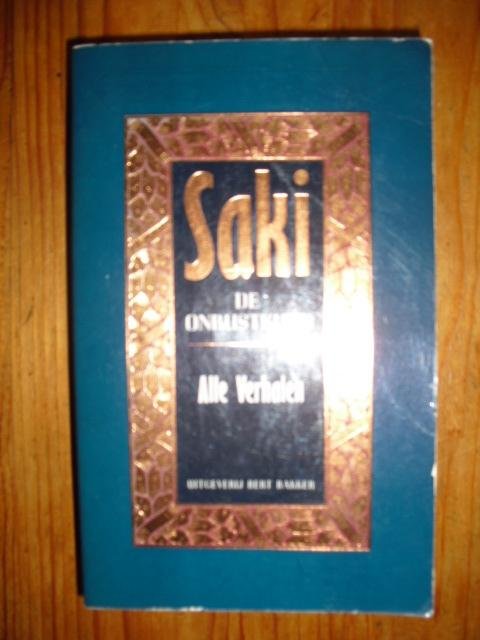 Saki
DE
Alle Verhalen
UITGEVERIJ BERT BAKKER